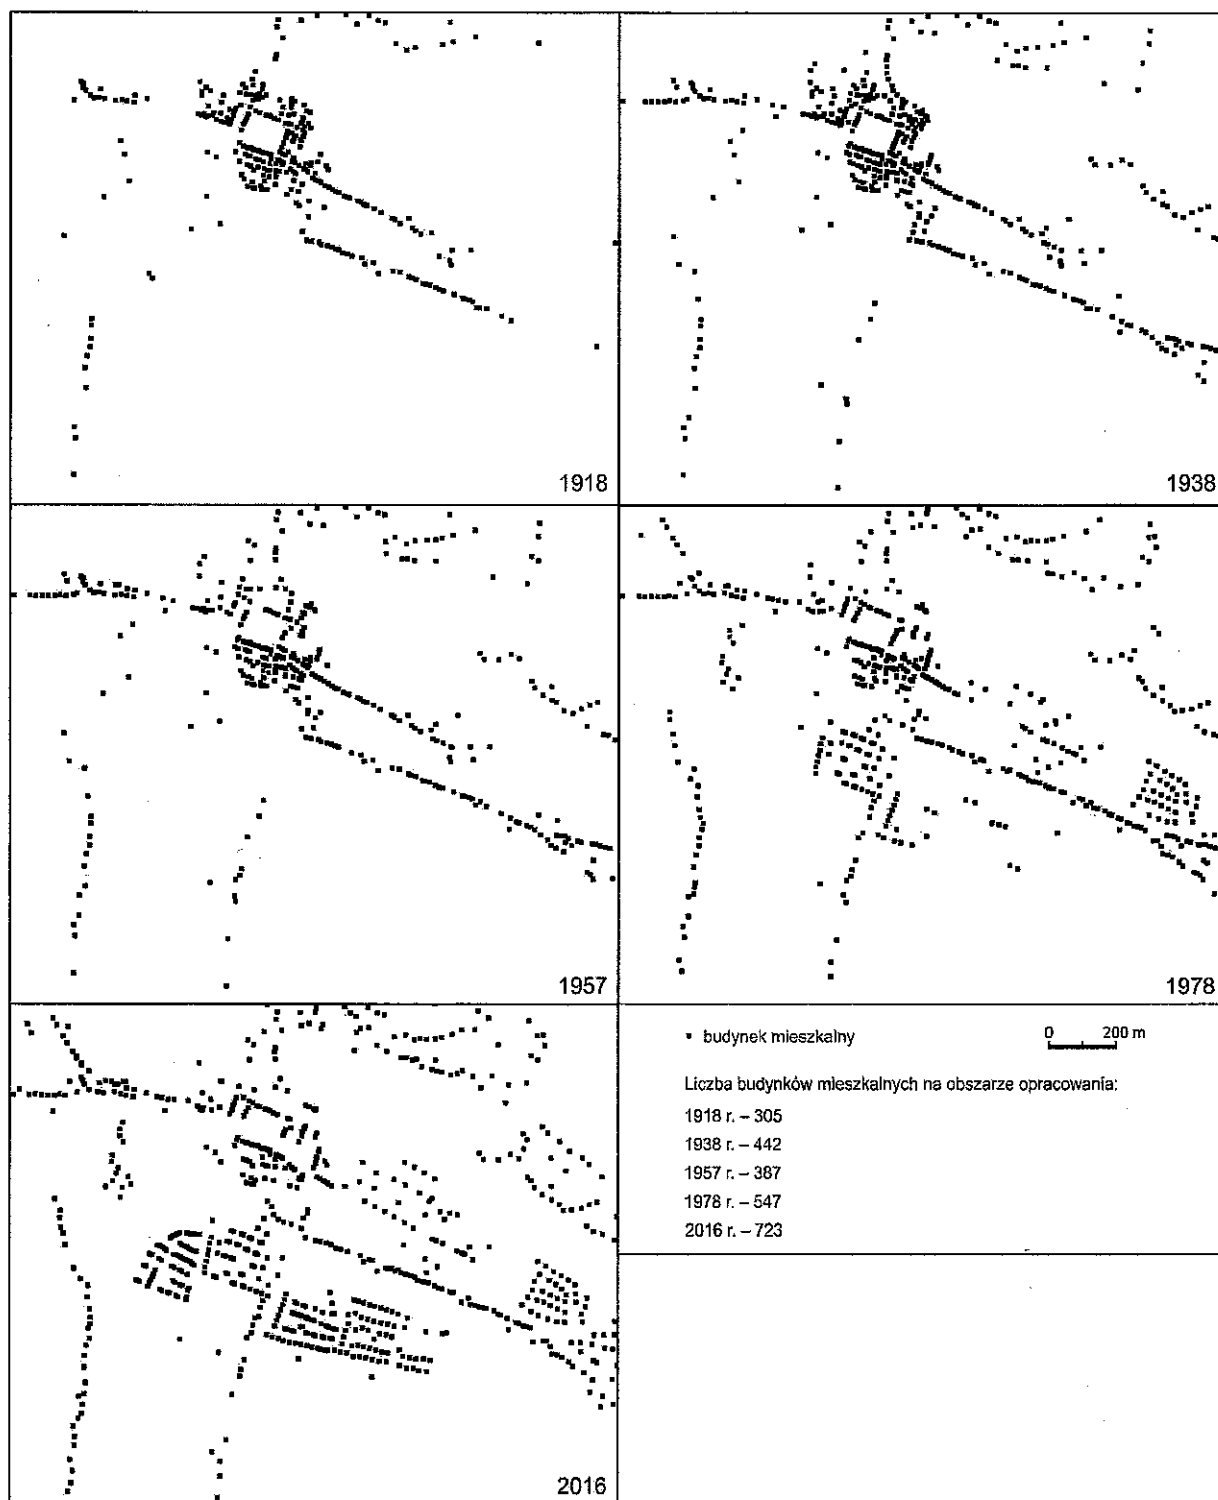 1918
1938
1957
1978
2016
budynek mieszkalny
0 200 m
Liczba budynków mieszkalnych na obszarze opracowania:
1918 r. – 305
1938 r. – 442
1957 r. – 387
1978 r. – 547
2016 r. – 723